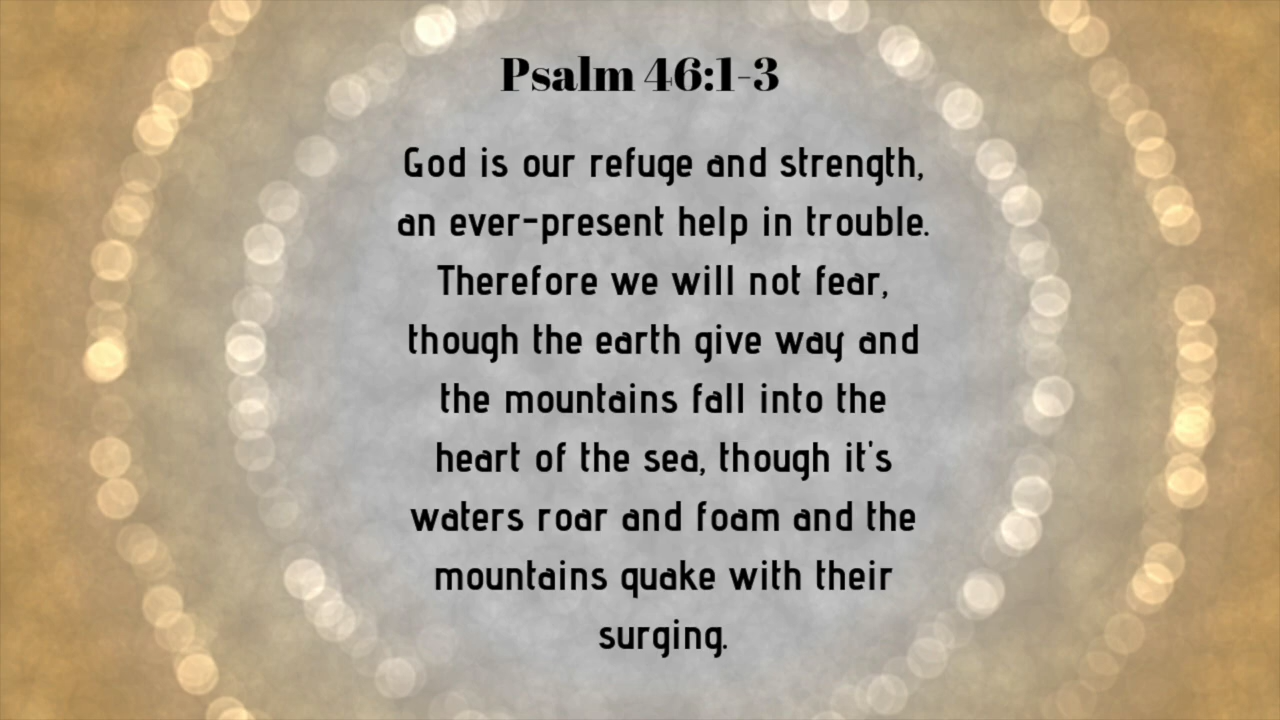 Psalm 46:1-3
God is our refuge and strength,
an ever-present help in trouble.
Therefore we will not fear,
though the earth give way and
the mountains fall into the
heart of the sea, though it's
waters roar and foam and the
mountains quake with their
surging.